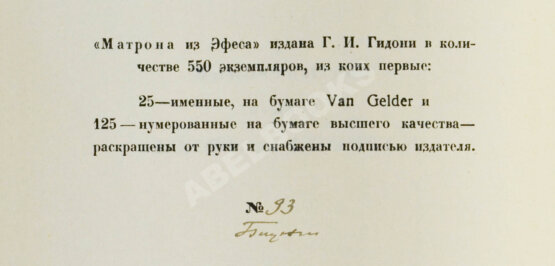 «Матрона из Эфеса» издана Г. И. Гидони в коли-
честве 550 экземпляров, из коих первые:
25—именные, на бумаге Van Gelder и
125—нумерованные на бумаге высшего качества—
раскрашены от руки и снабжены подписью издателя.
№ 93